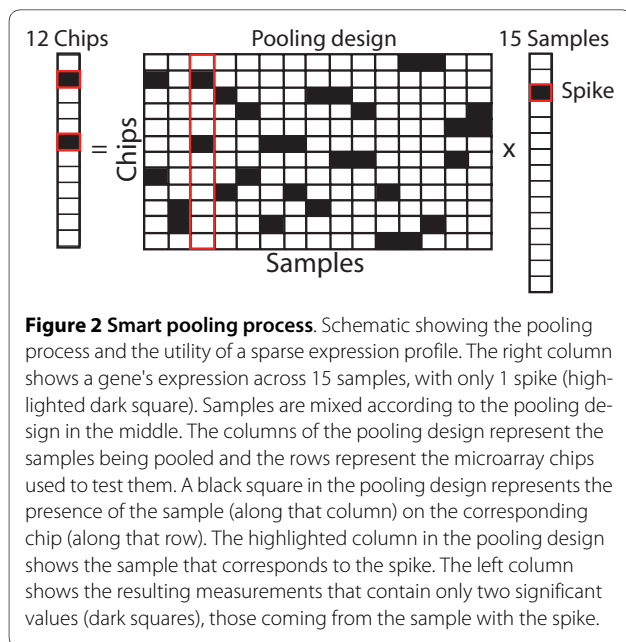 12 Chips Pooling design 15 Samples
Spike
= Chips x
Samples
Figure 2 Smart pooling process. Schematic showing the pooling
process and the utility of a sparse expression profile. The right column
shows a gene's expression across 15 samples, with only 1 spike (high-
lighted dark square). Samples are mixed according to the pooling de-
sign in the middle. The columns of the pooling design represent the
samples being pooled and the rows represent the microarray chips
used to test them. A black square in the pooling design represents the
presence of the sample (along that column) on the corresponding
chip (along that row). The highlighted column in the pooling design
shows the sample that corresponds to the spike. The left column
shows the resulting measurements that contain only two significant
values (dark squares), those coming from the sample with the spike.